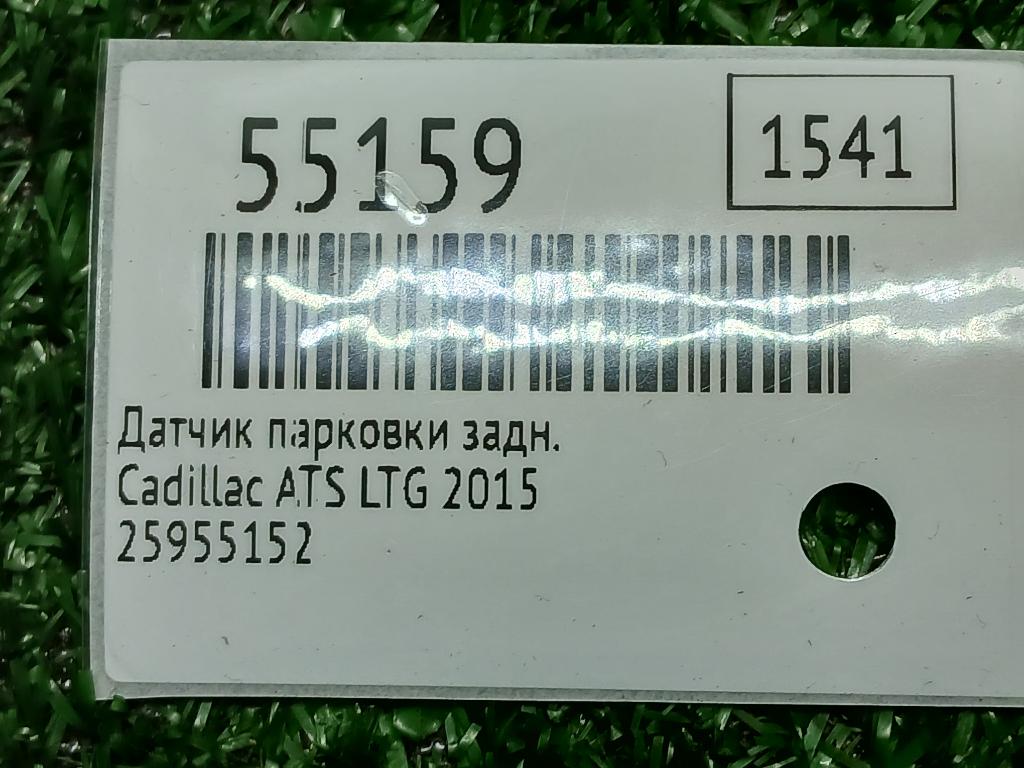 55159
1541
Датчик парковки задн.
Cadillac ATS LTG 2015
25955152